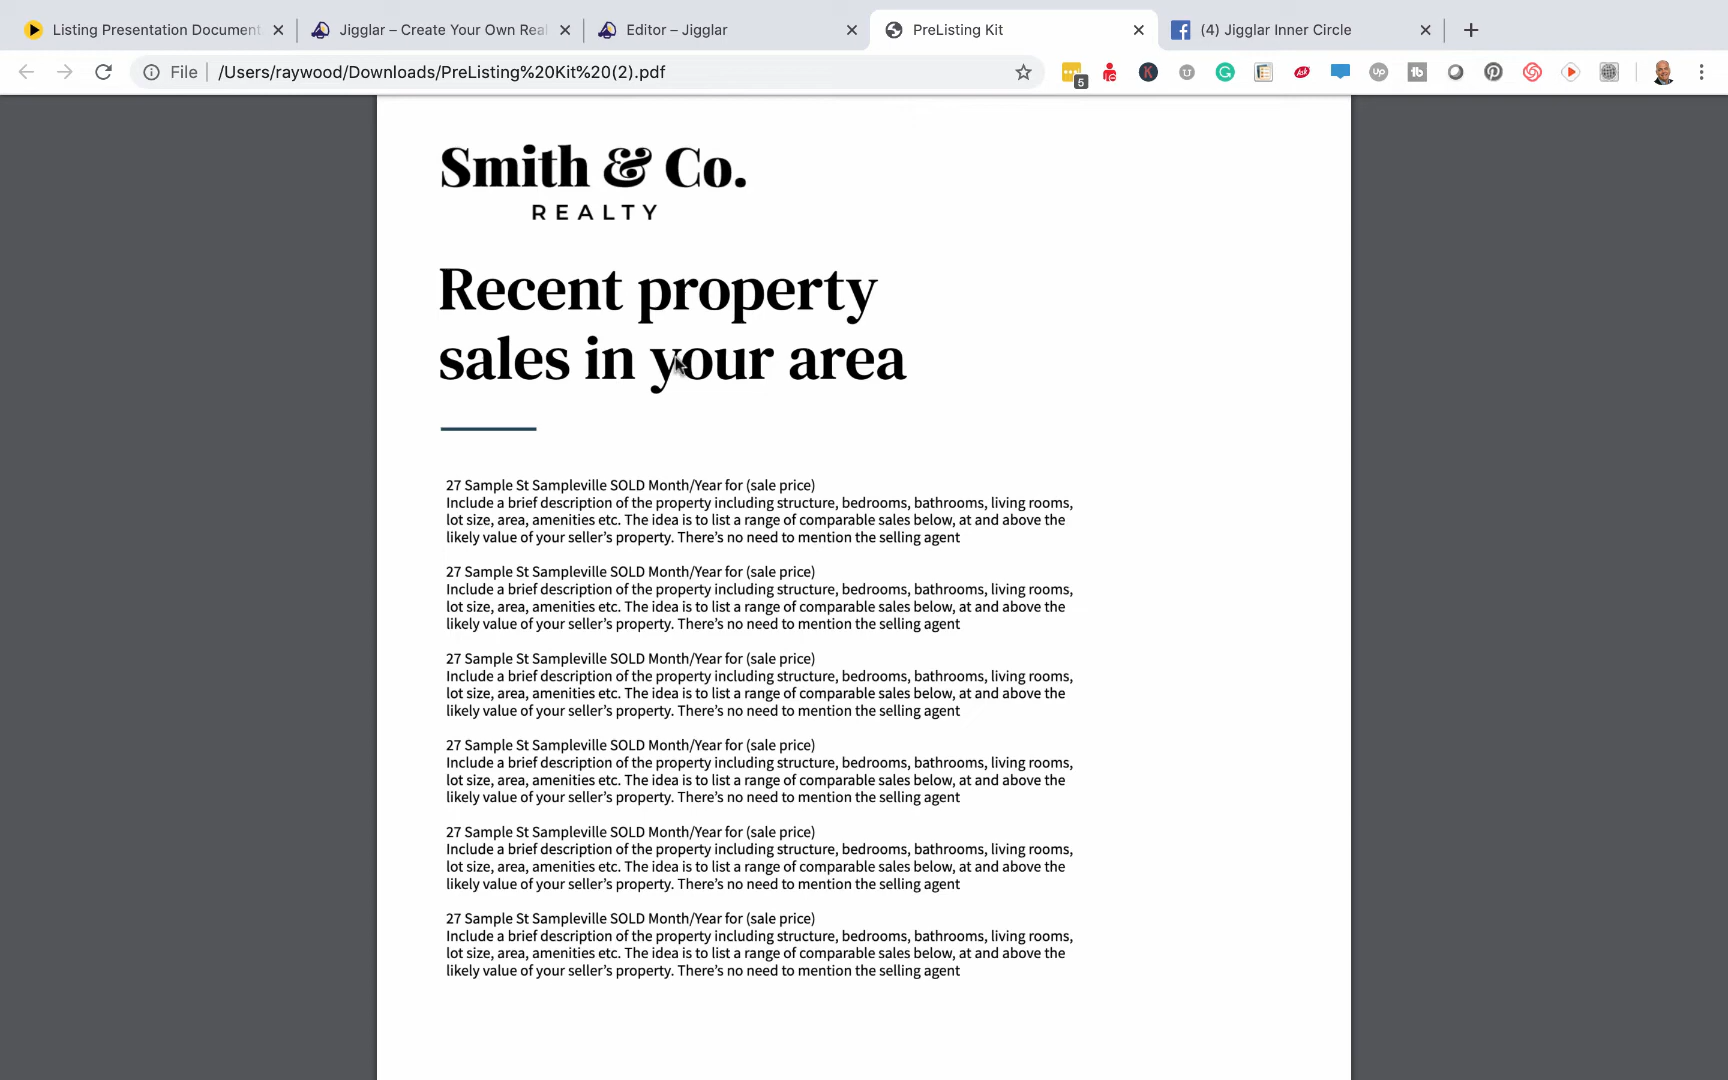 Listing Presentation Document
Jigglar – Create Your Own Real
Editor – Jigglar
PreListing Kit
(4) Jigglar Inner Circle
File
/Users/raywood/Downloads/PreListing%20Kit%20(2).pdf
5
Smith & Co.
REALTY
Recent property
sales in your area
27 Sample St Sampleville SOLD Month/Year for (sale price)
Include a brief description of the property including structure, bedrooms, bathrooms, living rooms,
lot size, area, amenities etc. The idea is to list a range of comparable sales below, at and above the
likely value of your seller’s property. There’s no need to mention the selling agent
27 Sample St Sampleville SOLD Month/Year for (sale price)
Include a brief description of the property including structure, bedrooms, bathrooms, living rooms,
lot size, area, amenities etc. The idea is to list a range of comparable sales below, at and above the
likely value of your seller’s property. There’s no need to mention the selling agent
27 Sample St Sampleville SOLD Month/Year for (sale price)
Include a brief description of the property including structure, bedrooms, bathrooms, living rooms,
lot size, area, amenities etc. The idea is to list a range of comparable sales below, at and above the
likely value of your seller’s property. There’s no need to mention the selling agent
27 Sample St Sampleville SOLD Month/Year for (sale price)
Include a brief description of the property including structure, bedrooms, bathrooms, living rooms,
lot size, area, amenities etc. The idea is to list a range of comparable sales below, at and above the
likely value of your seller’s property. There’s no need to mention the selling agent
27 Sample St Sampleville SOLD Month/Year for (sale price)
Include a brief description of the property including structure, bedrooms, bathrooms, living rooms,
lot size, area, amenities etc. The idea is to list a range of comparable sales below, at and above the
likely value of your seller’s property. There’s no need to mention the selling agent
27 Sample St Sampleville SOLD Month/Year for (sale price)
Include a brief description of the property including structure, bedrooms, bathrooms, living rooms,
lot size, area, amenities etc. The idea is to list a range of comparable sales below, at and above the
likely value of your seller’s property. There’s no need to mention the selling agent